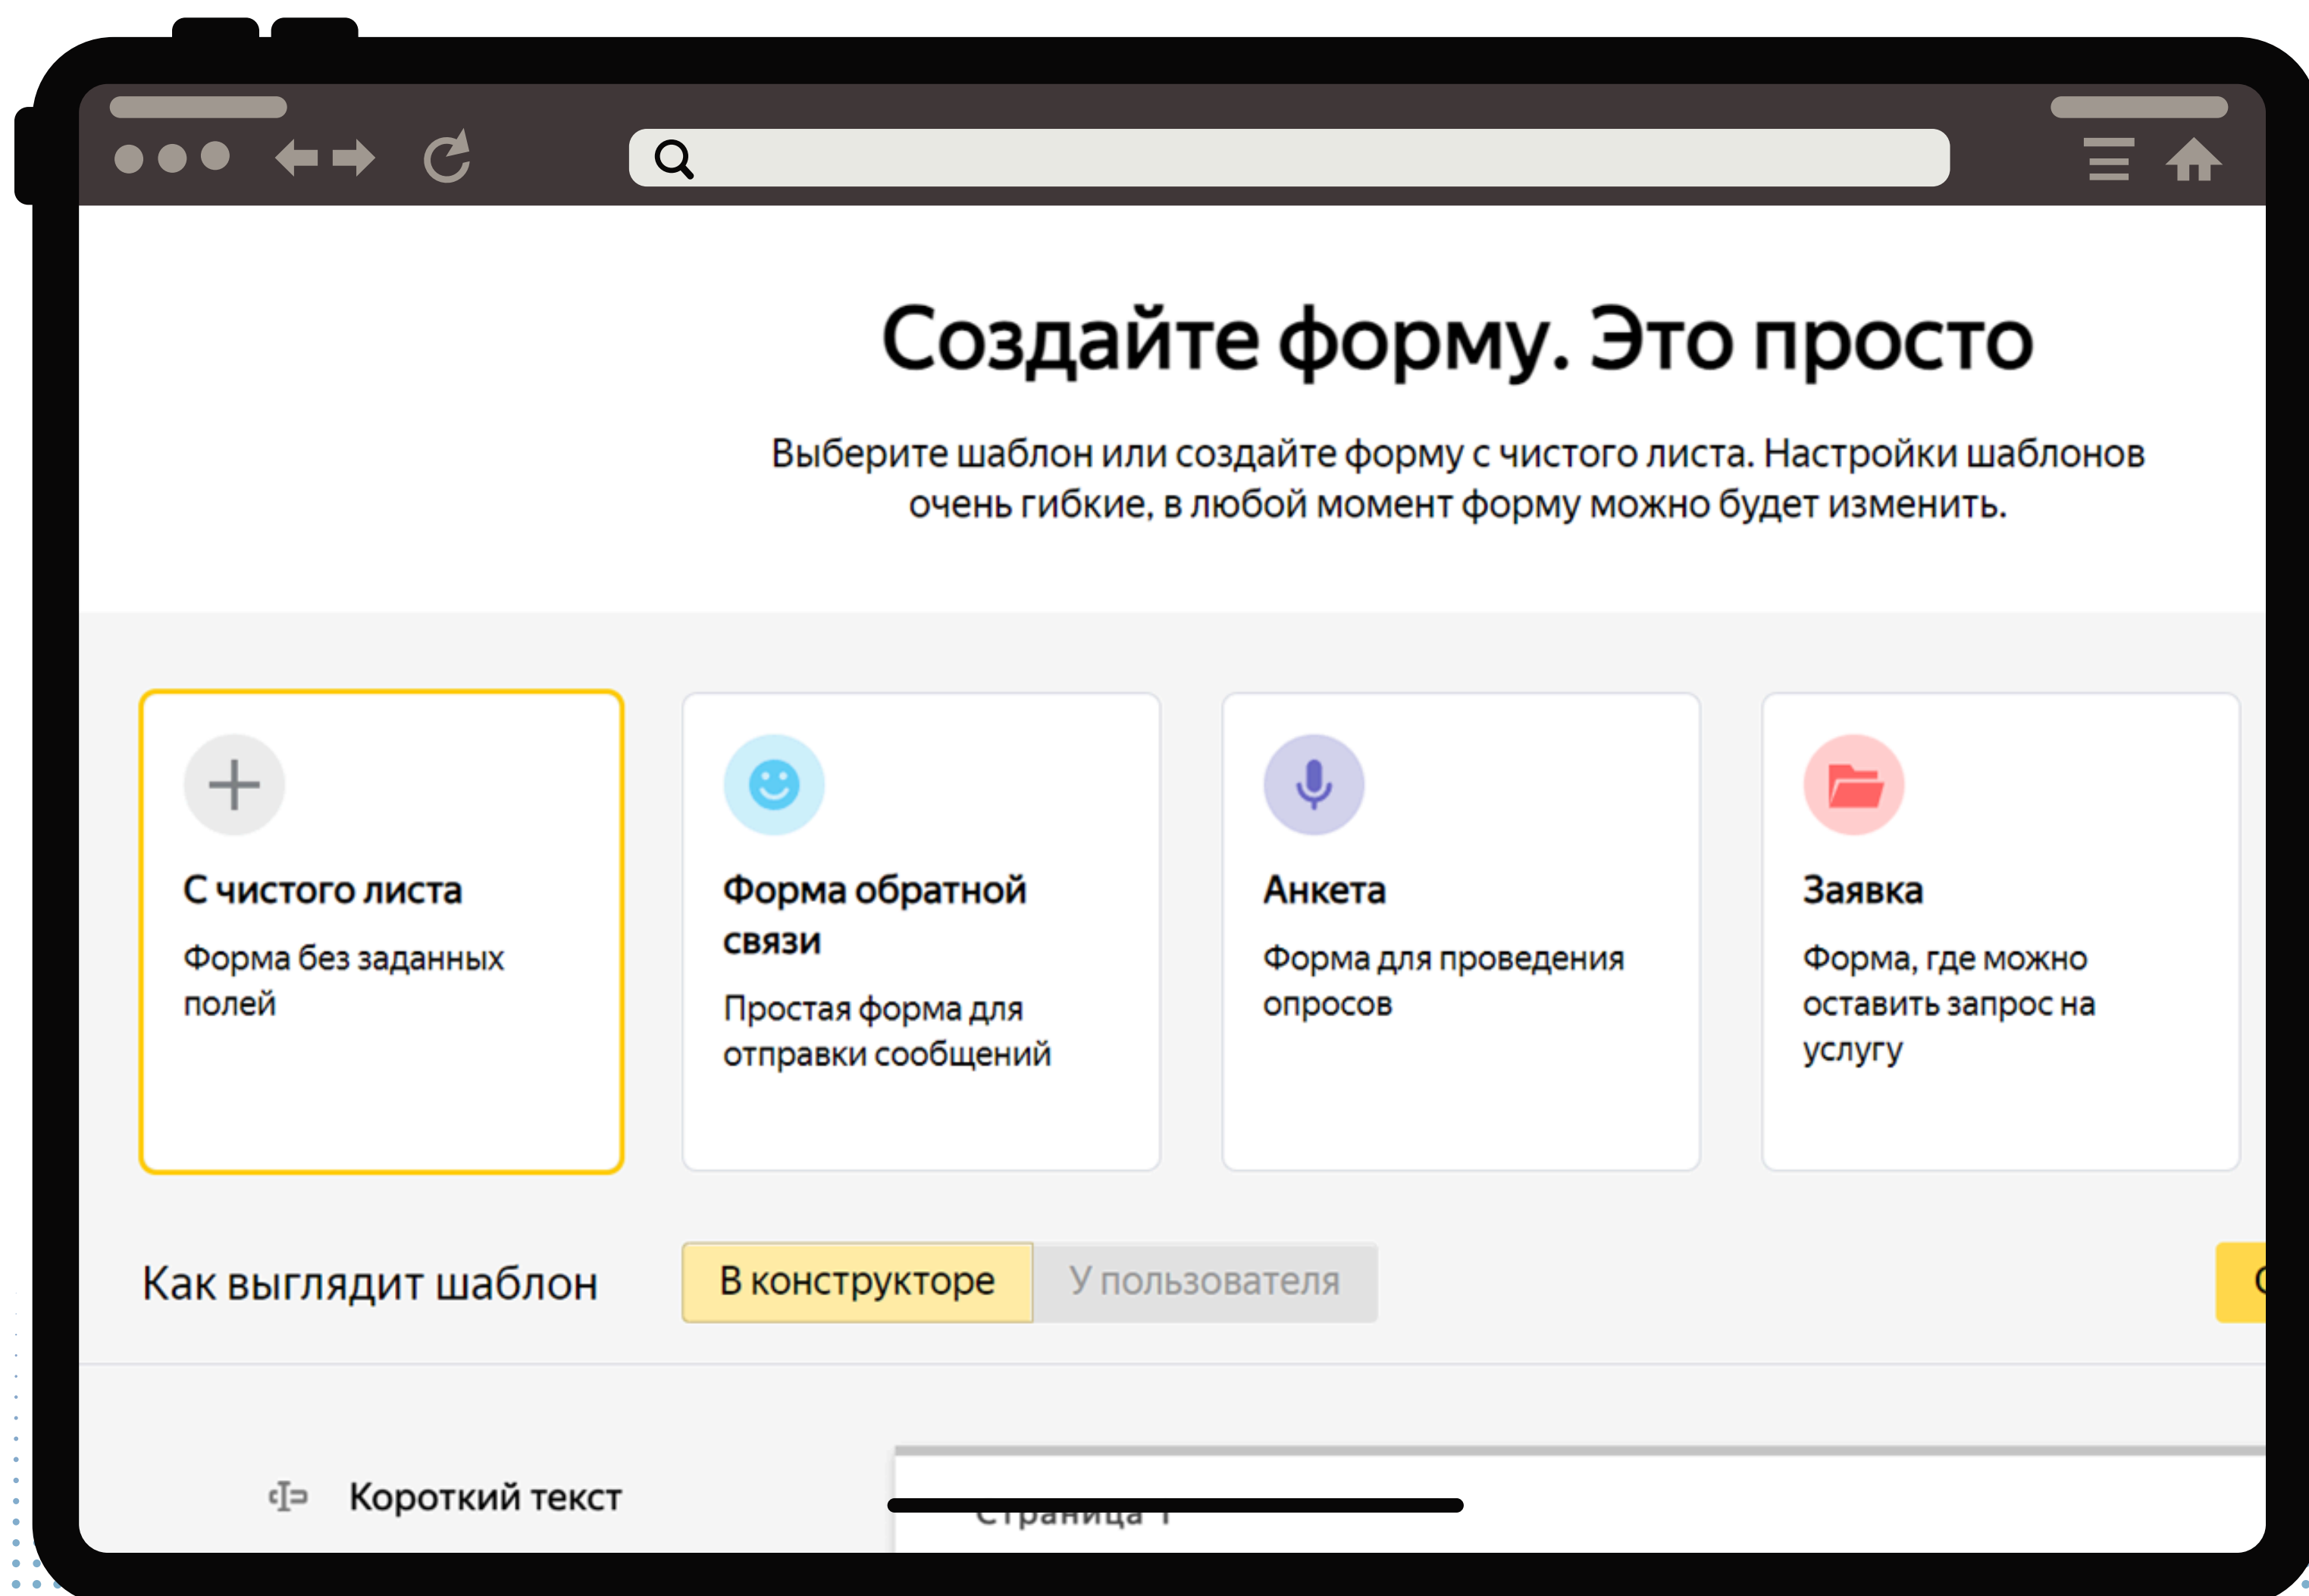 Создайте форму. Это просто
Выберите шаблон или создайте форму с чистого листа. Настройки шаблонов
очень гибкие, в любой момент форму можно будет изменить.
С чистого листа
Форма без заданных
полей
Форма обратной
связи
Простая форма для
отправки сообщений
Анкета
Форма для проведения
опросов
Заявка
Форма, где можно
оставить запрос на
услугу
Как выглядит шаблон
В конструкторе
У пользователя
Короткий текст
Страница 1